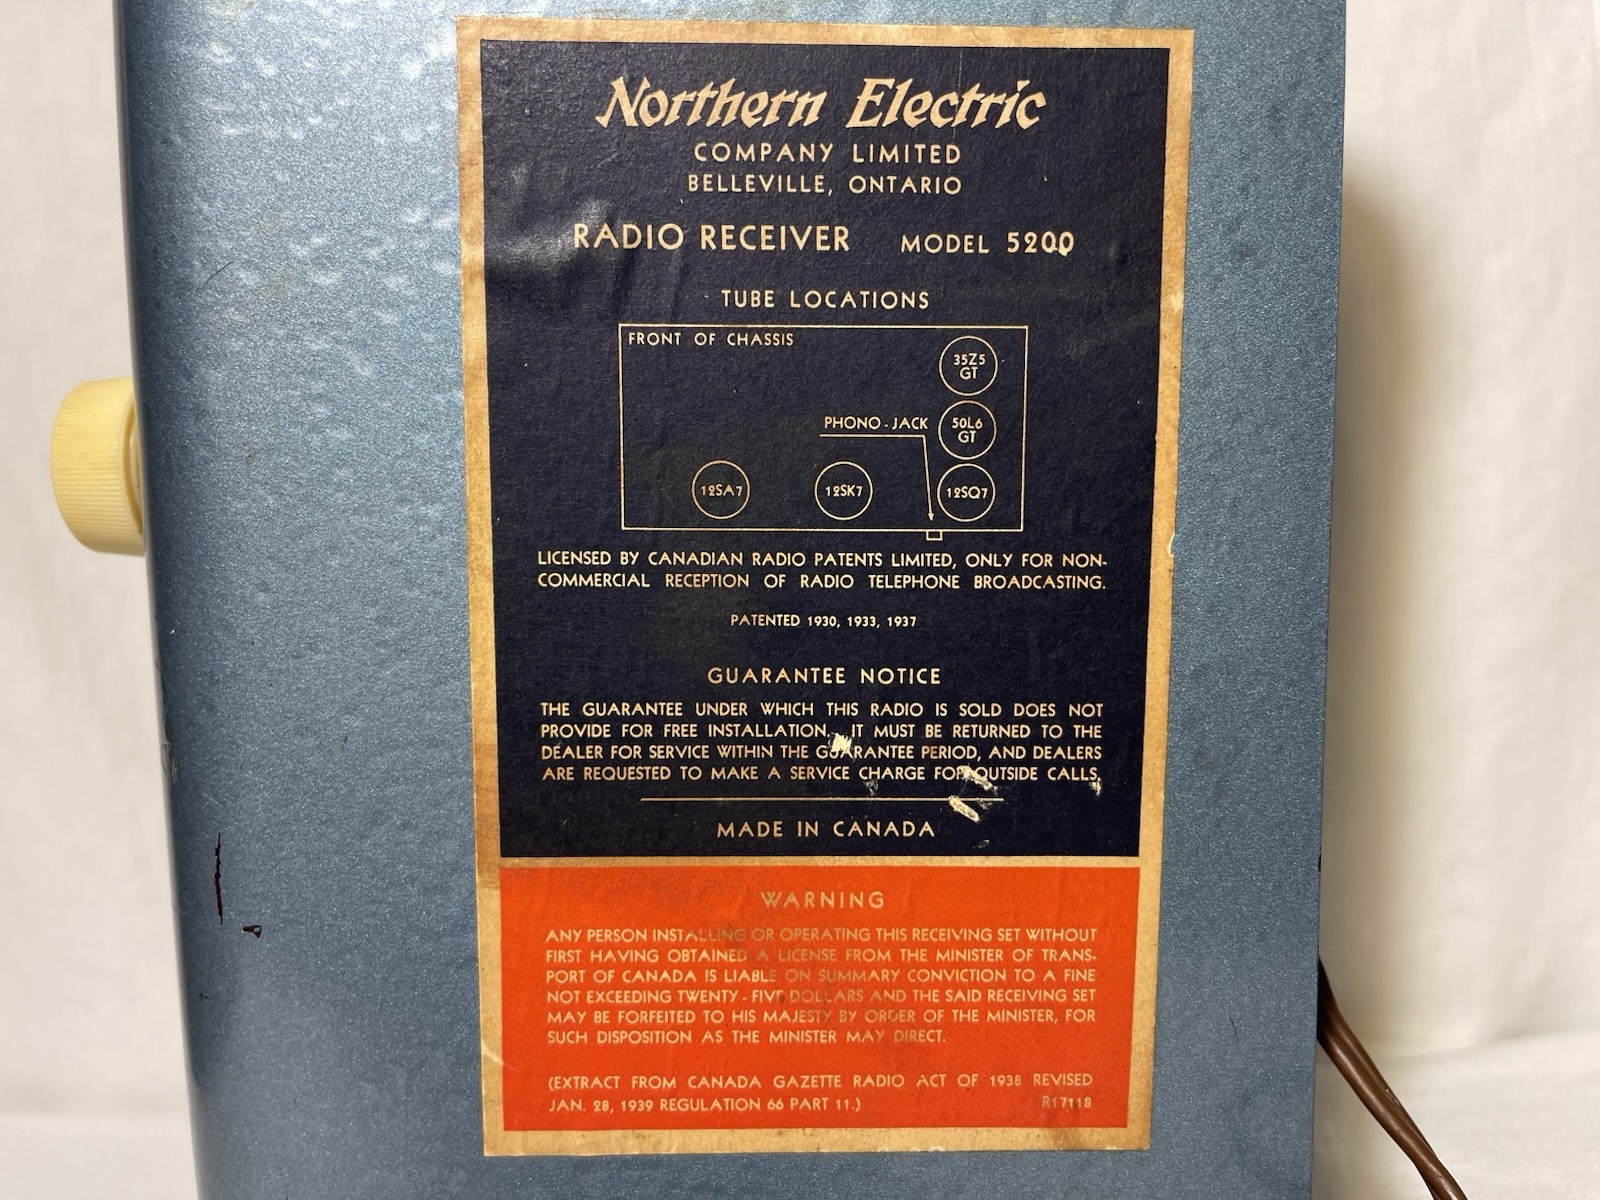 Northern Electric
COMPANY LIMITED
BELLEVILLE, ONTARIO
RADIO RECEIVER MODEL 5200
TUBE LOCATIONS
FRONT OF CHASSIS
35Z5
GT
PHONO-JACK
50L6
GT
12SA7
12SK7
12SQ7
LICENSED BY CANADIAN RADIO PATENTS LIMITED, ONLY FOR NON-
COMMERCIAL RECEPTION OF RADIO TELEPHONE BROADCASTING.
PATENTED 1930, 1933, 1937
GUARANTEE NOTICE
THE GUARANTEE UNDER WHICH THIS RADIO IS SOLD DOES NOT
PROVIDE FOR FREE INSTALLATION. IT MUST BE RETURNED TO THE
DEALER FOR SERVICE WITHIN THE GUARANTEE PERIOD, AND DEALERS
ARE REQUESTED TO MAKE A SERVICE CHARGE FOR OUTSIDE CALLS.
MADE IN CANADA
WARNING
ANY PERSON INSTALLING OR OPERATING THIS RECEIVING SET WITHOUT
FIRST HAVING OBTAINED A LICENSE FROM THE MINISTER OF TRANS-
PORT OF CANADA IS LIABLE ON SUMMARY CONVICTION TO A FINE
NOT EXCEEDING TWENTY-FIVE DOLLARS AND THE SAID RECEIVING SET
MAY BE FORFEITED TO HIS MAJESTY BY ORDER OF THE MINISTER, FOR
SUCH DISPOSITION AS THE MINISTER MAY DIRECT.
(EXTRACT FROM CANADA GAZETTE RADIO ACT OF 1938 REVISED
JAN. 28, 1939 REGULATION 66 PART 11.) R17118